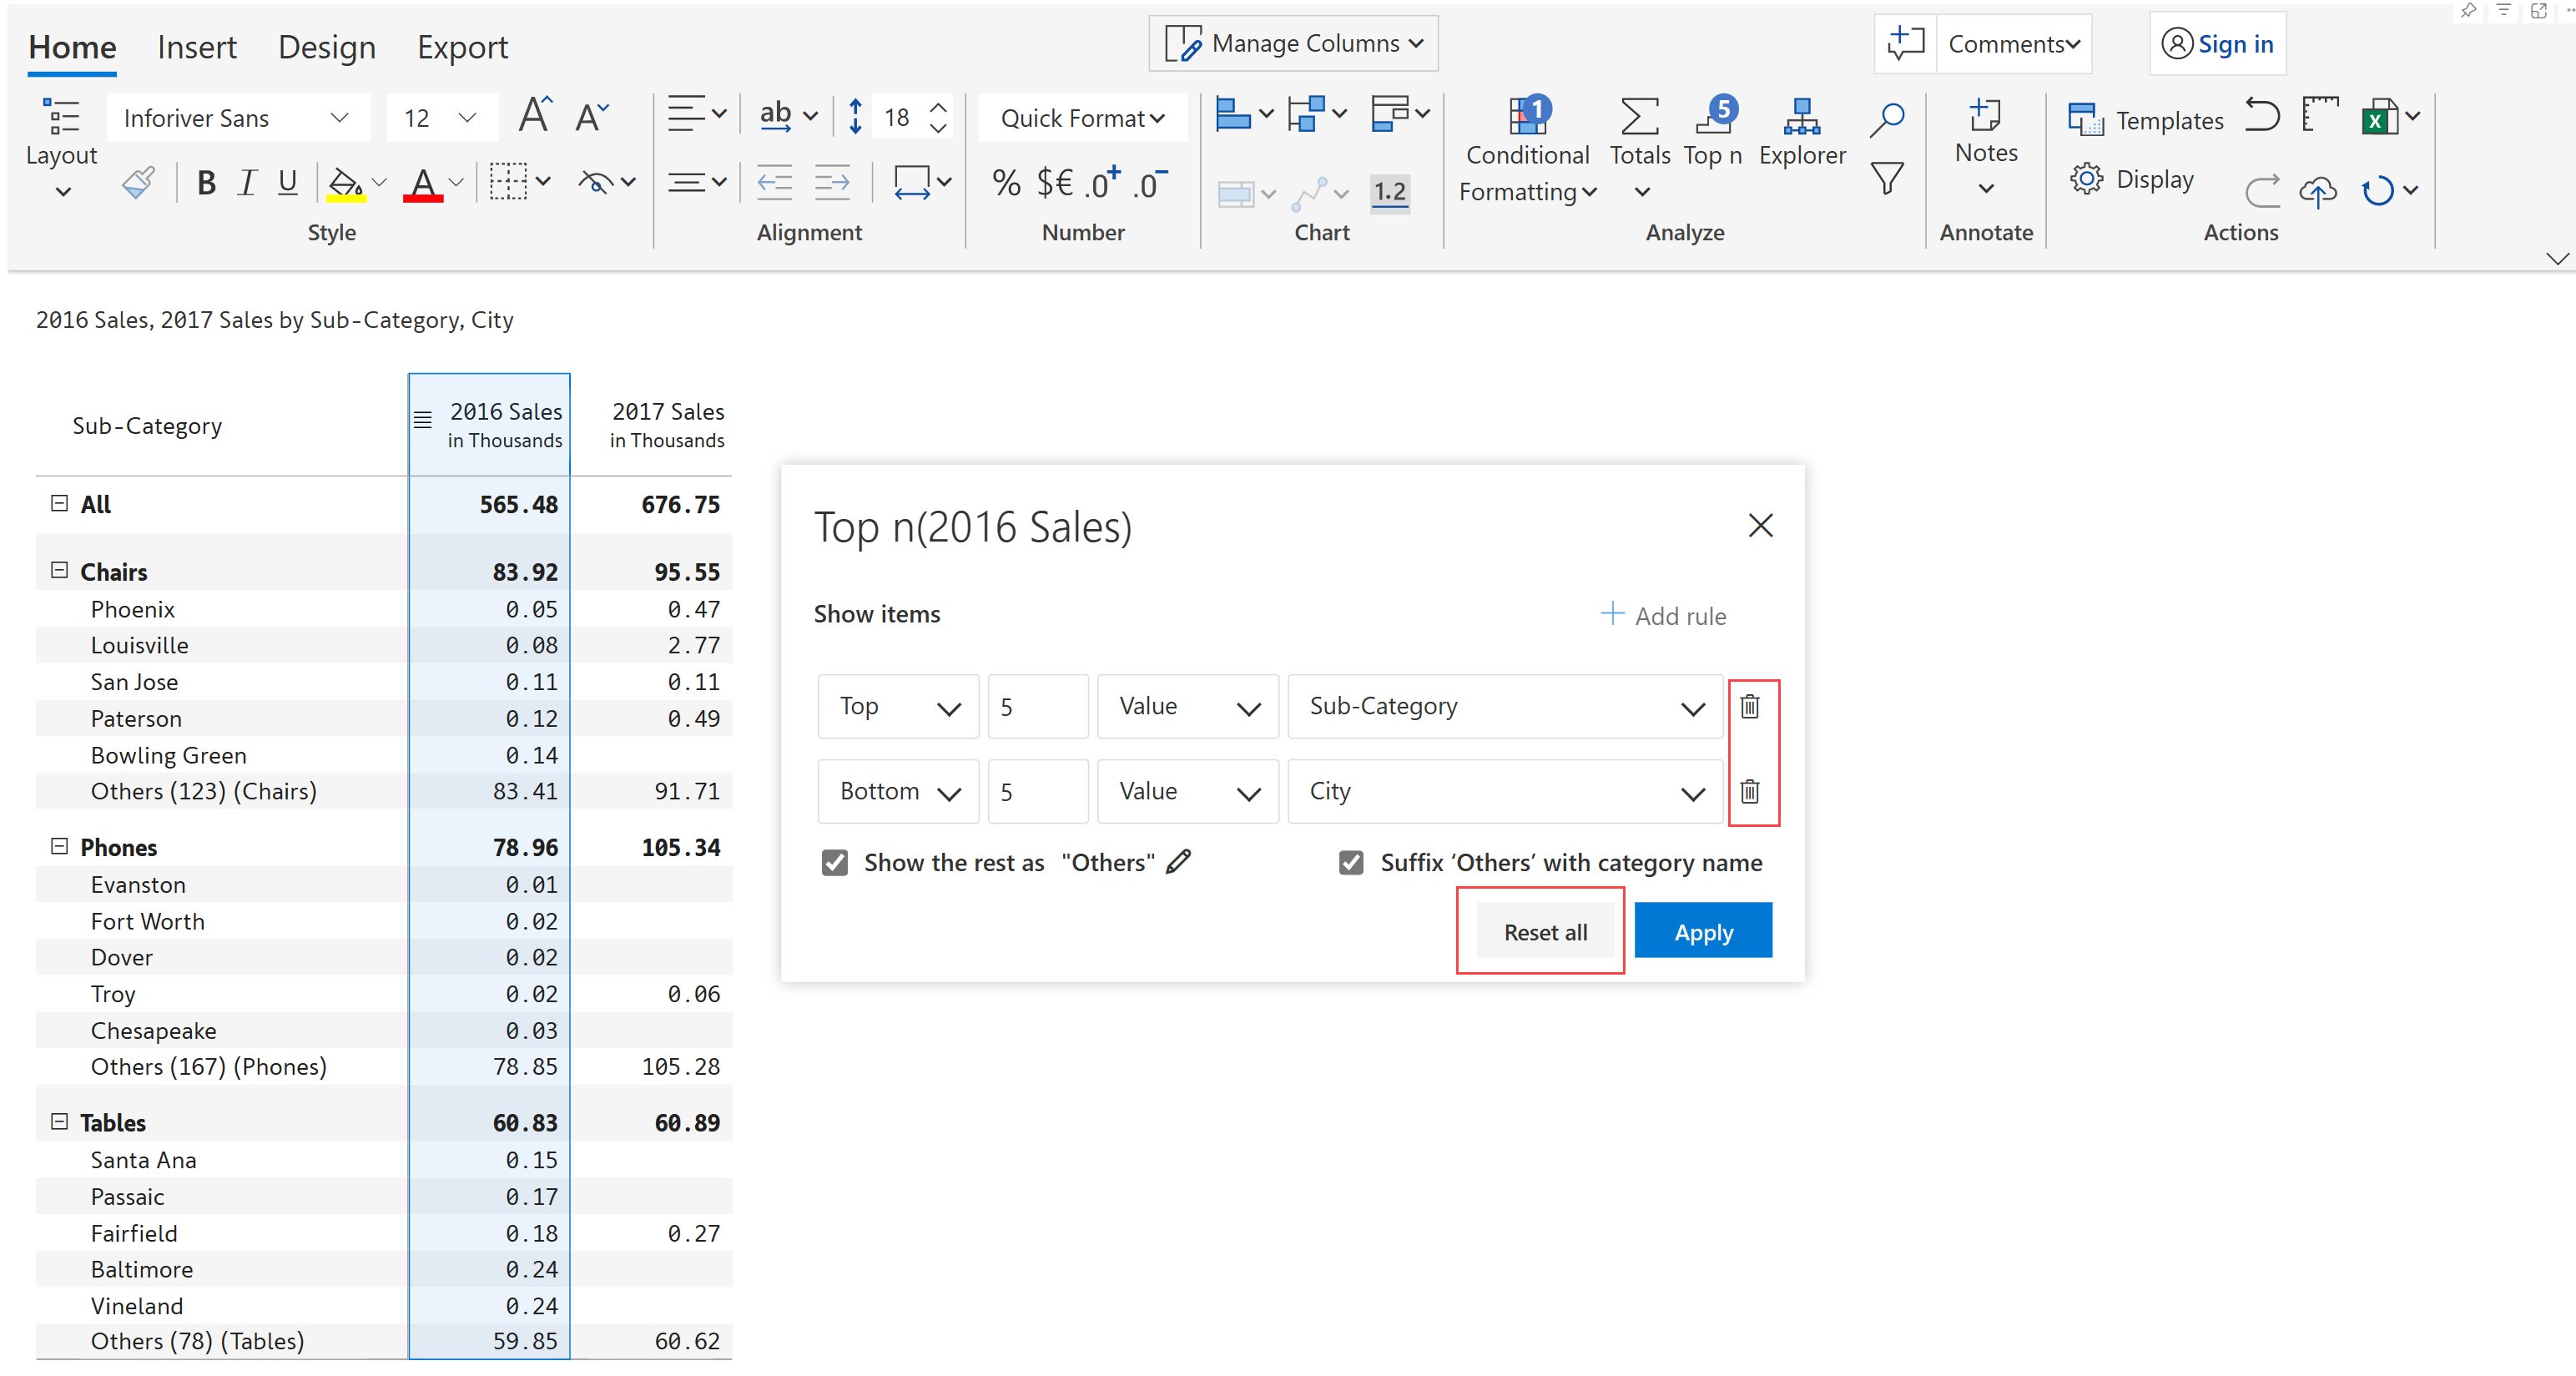 Home Insert Design Export Manage Columns Comments Sign in
Layout Inforiver Sans 12 A A ab 18 Quick Format 1 5 Templates
Conditional Formatting Totals Top n Explorer Notes
B I U A % $€ .0+ .0- 1.2 Display
Style Alignment Number Chart Analyze Annotate Actions
2016 Sales, 2017 Sales by Sub-Category, City
Sub-Category 2016 Sales in Thousands 2017 Sales in Thousands
All 565.48 676.75
Chairs 83.92 95.55
Phoenix 0.05 0.47
Louisville 0.08 2.77
San Jose 0.11 0.11
Paterson 0.12 0.49
Bowling Green 0.14
Others (123) (Chairs) 83.41 91.71
Phones 78.96 105.34
Evanston 0.01
Fort Worth 0.02
Dover 0.02
Troy 0.02 0.06
Chesapeake 0.03
Others (167) (Phones) 78.85 105.28
Tables 60.83 60.89
Santa Ana 0.15
Passaic 0.17
Fairfield 0.18 0.27
Baltimore 0.24
Vineland 0.24
Others (78) (Tables) 59.85 60.62
Top n(2016 Sales)
Show items Add rule
Top 5 Value Sub-Category
Bottom 5 Value City
Show the rest as "Others" Suffix ‘Others’ with category name
Reset all Apply